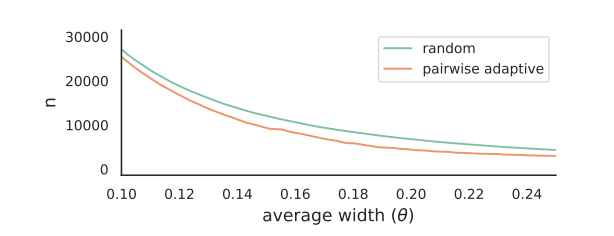 30000
20000
10000
0
n
random
pairwise adaptive
0.10 0.12 0.14 0.16 0.18 0.20 0.22 0.24
average width (θ)